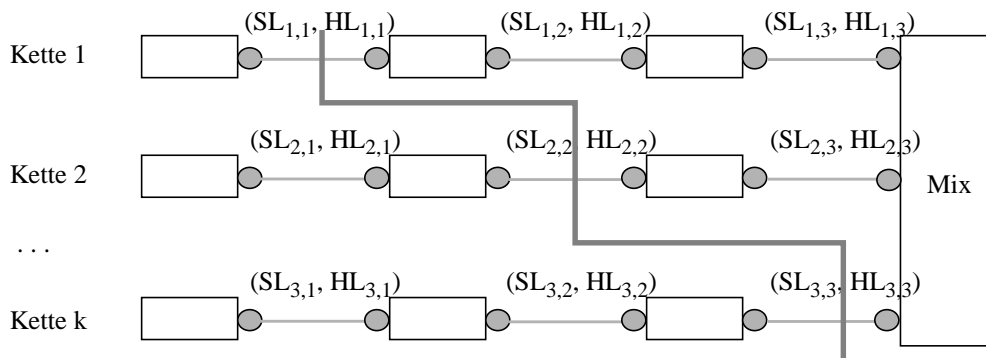 (SL1,1, HL1,1) (SL1,2, HL1,2) (SL1,3, HL1,3)
Kette 1
(SL2,1, HL2,1) (SL2,2, HL2,2) (SL2,3, HL2,3)
Kette 2
Mix
. . .
(SL3,1, HL3,1) (SL3,2, HL3,2) (SL3,3, HL3,3)
Kette k